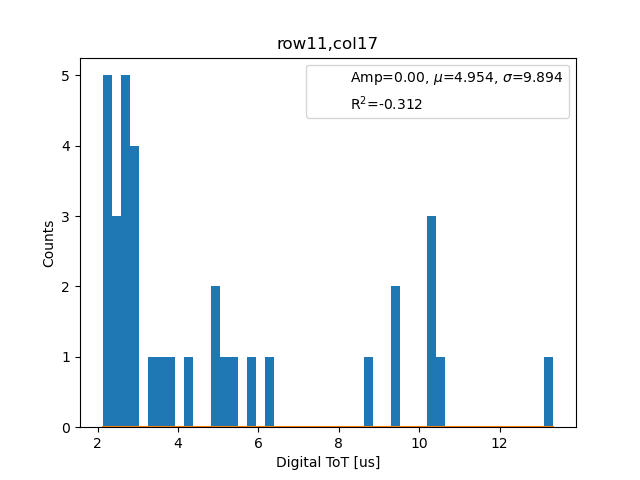 row11,col17
Amp=0.00, μ=4.954, σ=9.894
R²=-0.312
5
4
3
2
1
0
Counts
2 4 6 8 10 12
Digital ToT [us]